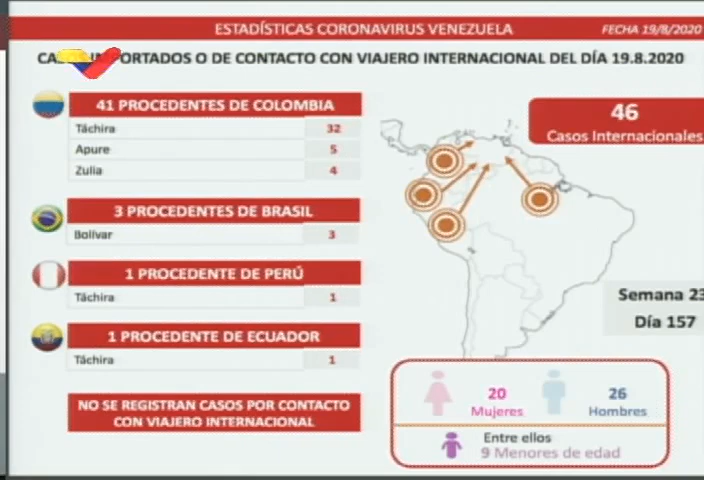 ESTADÍSTICAS CORONAVIRUS VENEZUELA
FECHA 19/8/2020
PORTADOS O DE CONTACTO CON VIAJERO INTERNACIONAL DEL DÍA 19.8.2020
41 PROCEDENTES DE COLOMBIA
Táchira 32
Apure 5
Zulia 4
3 PROCEDENTES DE BRASIL
Bolívar 3
1 PROCEDENTE DE PERÚ
Táchira 1
1 PROCEDENTE DE ECUADOR
Táchira 1
NO SE REGISTRAN CASOS POR CONTACTO
CON VIAJERO INTERNACIONAL
46
Casos Internacionales
Semana 23
Día 157
20
Mujeres
26
Hombres
Entre ellos
9 Menores de edad